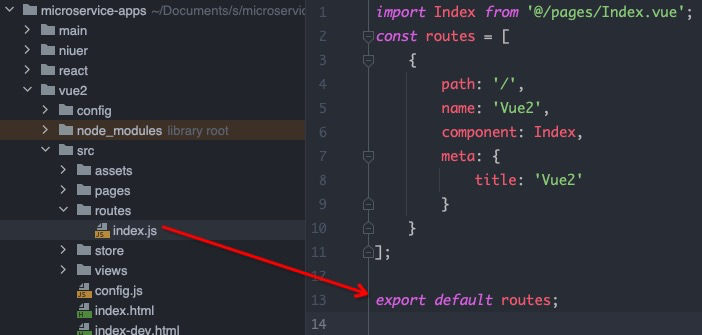 microservice-apps ~/Documents/s/microservic
main
niuer
react
vue2
config
node_modules library root
src
assets
pages
routes
index.js
store
views
config.js
index.html
index-dev.html
1 import Index from '@/pages/Index.vue';
2 const routes = [
3 {
4 path: '/',
5 name: 'Vue2',
6 component: Index,
7 meta: {
8 title: 'Vue2'
9 }
10 }
11 ];
12
13 export default routes;
14